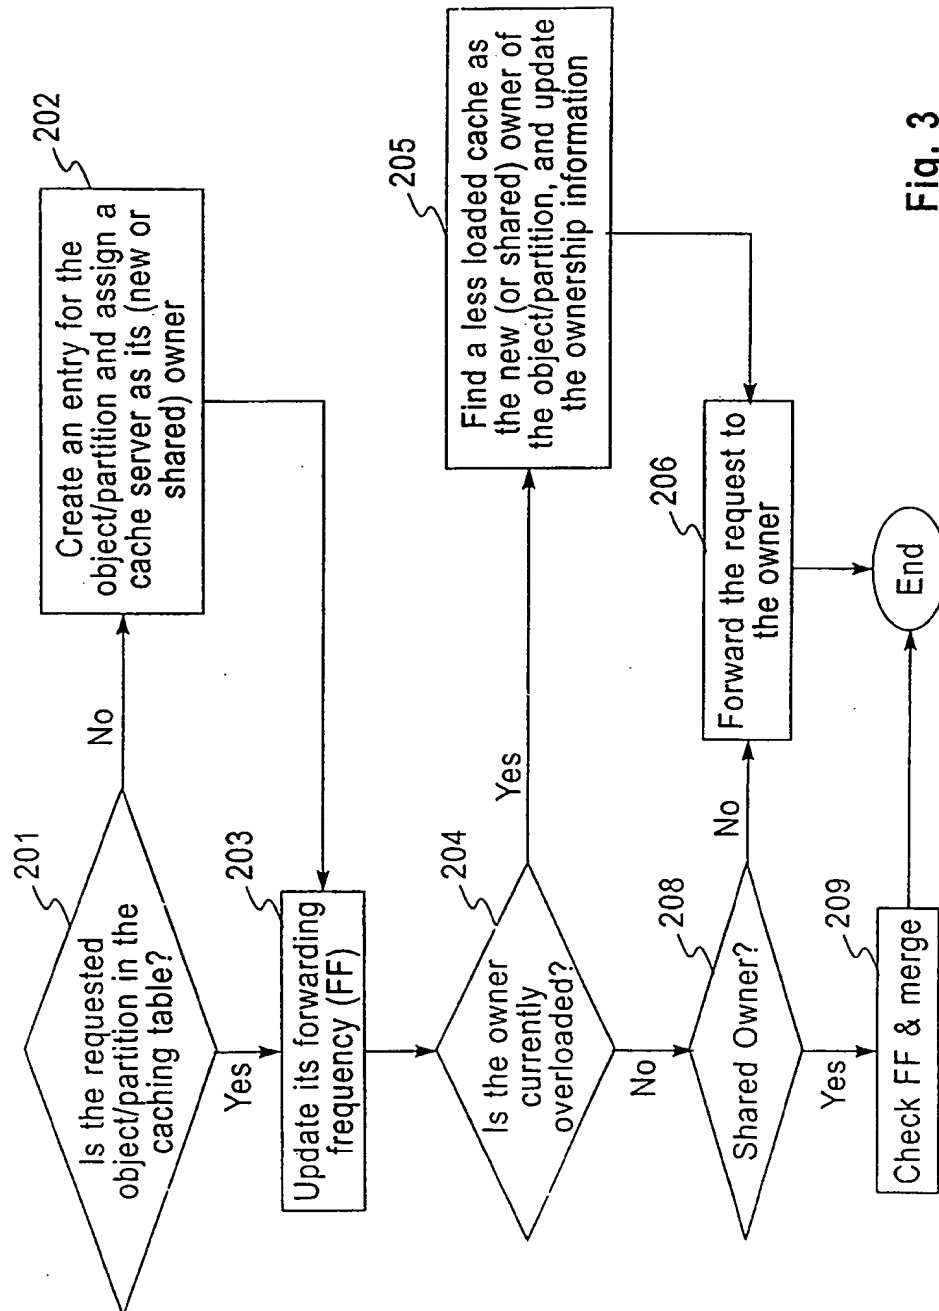 201
Is the requested
object/partition in the
caching table?
No
Yes
202
Create an entry for the
object/partition and assign a
cache server as its (new or
shared) owner
203
Update its forwarding
frequency (FF)
204
Is the owner
currently
overloaded?
Yes
No
205
Find a less loaded cache as
the new (or shared) owner of
the object/partition, and update
the ownership information
208
Shared Owner?
No
Yes
206
Forward the request to
the owner
209
Check FF & merge
End
Fig. 3